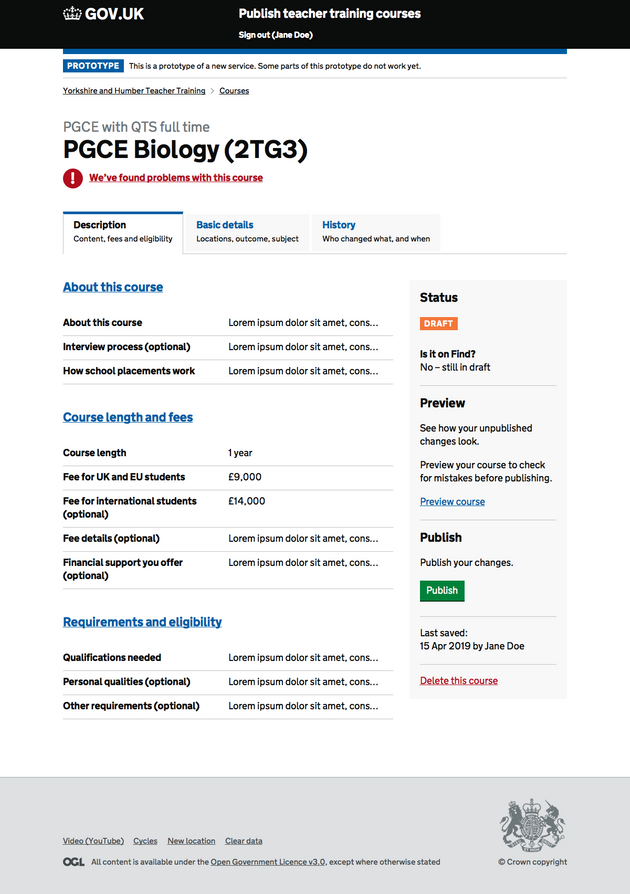 GOV.UK
Publish teacher training courses
Sign out (Jane Doe)
PROTOTYPE This is a prototype of a new service. Some parts of this prototype do not work yet.
Yorkshire and Humber Teacher Training > Courses
PGCE with QTS full time
PGCE Biology (2TG3)
! We've found problems with this course
Description
Content, fees and eligibility
Basic details
Locations, outcome, subject
History
Who changed what, and when
About this course
About this course Lorem ipsum dolor sit amet, cons...
Interview process (optional) Lorem ipsum dolor sit amet, cons...
How school placements work Lorem ipsum dolor sit amet, cons...
Course length and fees
Course length 1 year
Fee for UK and EU students £9,000
Fee for international students £14,000
(optional)
Fee details (optional) Lorem ipsum dolor sit amet, cons...
Financial support you offer Lorem ipsum dolor sit amet, cons...
(optional)
Requirements and eligibility
Qualifications needed Lorem ipsum dolor sit amet, cons...
Personal qualities (optional) Lorem ipsum dolor sit amet, cons...
Other requirements (optional) Lorem ipsum dolor sit amet, cons...
Status
DRAFT
Is it on Find?
No – still in draft
Preview
See how your unpublished
changes look.
Preview your course to check
for mistakes before publishing.
Preview course
Publish
Publish your changes.
Publish
Last saved:
15 Apr 2019 by Jane Doe
Delete this course
Video (YouTube) Cycles New location Clear data
OGL All content is available under the Open Government Licence v3.0, except where otherwise stated
© Crown copyright